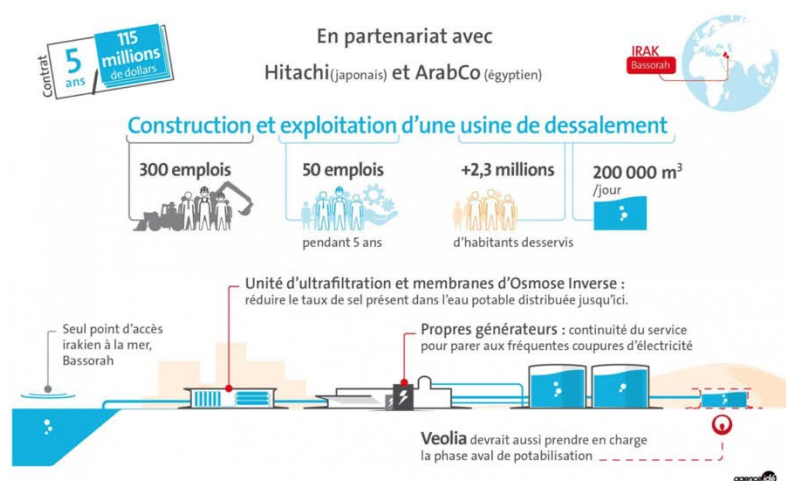 Contrat
5
ans
115
millions
de dollars
En partenariat avec
Hitachi(japonais) et ArabCo (égyptien)
IRAK
Bassorah
Construction et exploitation d'une usine de dessalement
300 emplois
50 emplois
pendant 5 ans
+2,3 millions
d'habitants desservis
200 000 m³
/jour
Unité d'ultrafiltration et membranes d'Osmose Inverse :
réduire le taux de sel présent dans l'eau potable distribuée jusqu'ici.
Seul point d'accès
irakien à la mer,
Bassorah
Propres générateurs : continuité du service
pour parer aux fréquentes coupures d'électricité
Veolia devrait aussi prendre en charge
la phase aval de potabilisation
agence idé